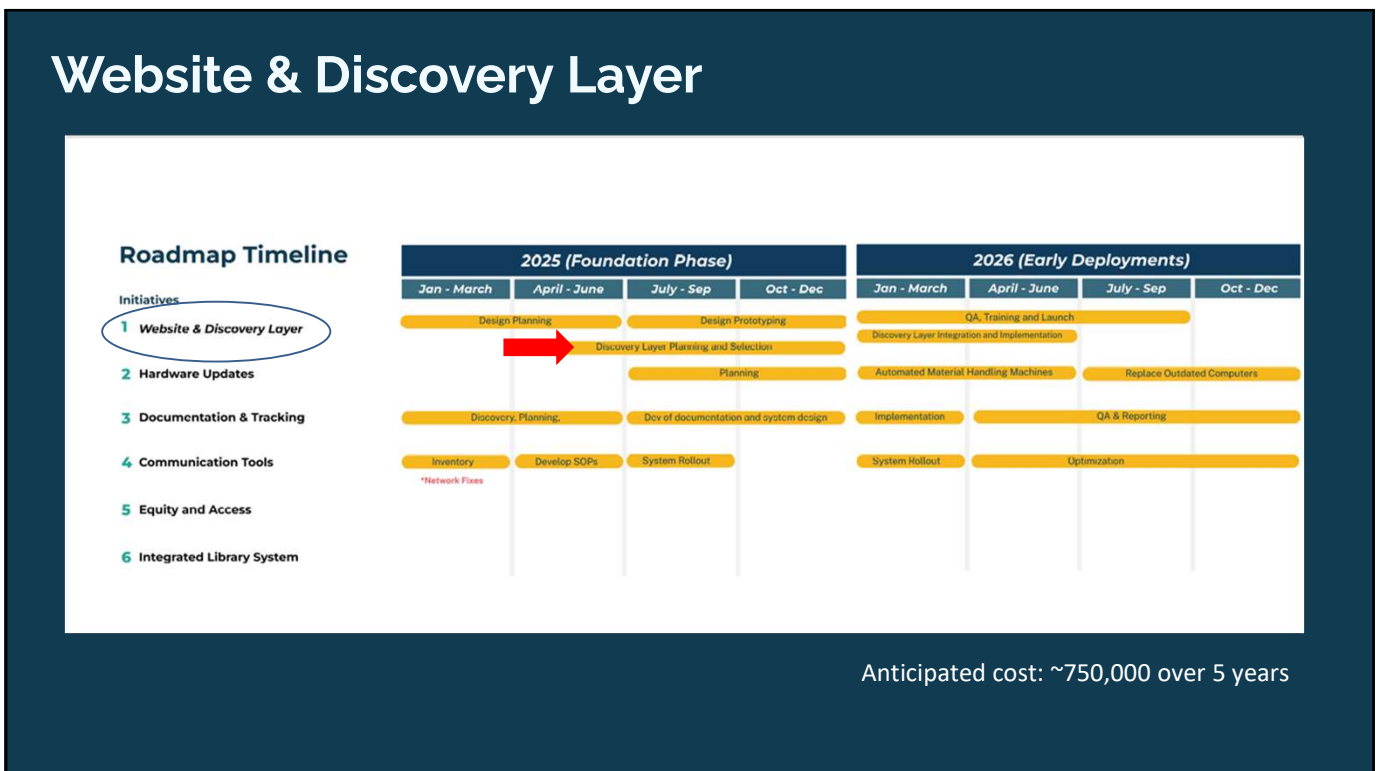 Website & Discovery Layer
Roadmap Timeline
2025 (Foundation Phase)
2026 (Early Deployments)
Jan - March
April - June
July - Sep
Oct - Dec
Jan - March
April - June
July - Sep
Oct - Dec
Initiatives
1 Website & Discovery Layer
Design Planning
Design Prototyping
QA, Training and Launch
Discovery Layer Planning and Selection
Discovery Layer Integration and Implementation
2 Hardware Updates
Planning
Automated Material Handling Machines
Replace Outdated Computers
3 Documentation & Tracking
Discovery, Planning,
Dev of documentation and system design
Implementation
QA & Reporting
4 Communication Tools
Inventory
Develop SOPs
System Rollout
System Rollout
Optimization
*Network Fixes
5 Equity and Access
6 Integrated Library System
Anticipated cost: ~750,000 over 5 years